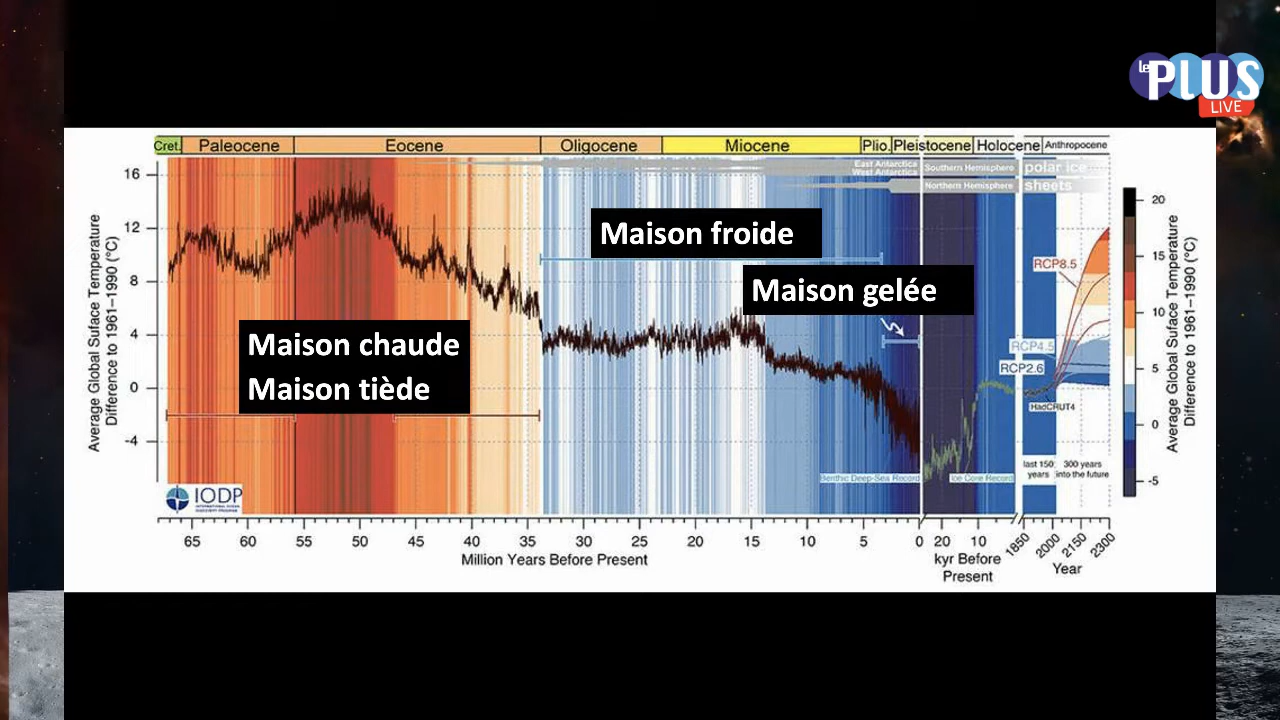 le PLUS
LIVE
Cret. Paleocene Eocene Oligocene Miocene Plio. Pleistocene Holocene Anthropocene
East Antarctica
West Antarctica
Southern Hemisphere
Northern Hemisphere
polar ice
sheets
Average Global Suface Temperature
Difference to 1961–1990 (°C)
16
12
8
4
0
-4
Maison froide
Maison gelée
Maison chaude
Maison tiède
RCP8.5
RCP4.5
RCP2.6
HadCRUT4
last 150 years
300 years into the future
Benthic Deep-Sea Record
Ice Core Record
IODP
20
15
10
5
0
-5
Average Global Suface Temperature
Difference to 1961–1990 (°C)
65 60 55 50 45 40 35 30 25 20 15 10 5 0 20 10 1850 2000 2150 2300
Million Years Before Present
kyr Before
Present
Year